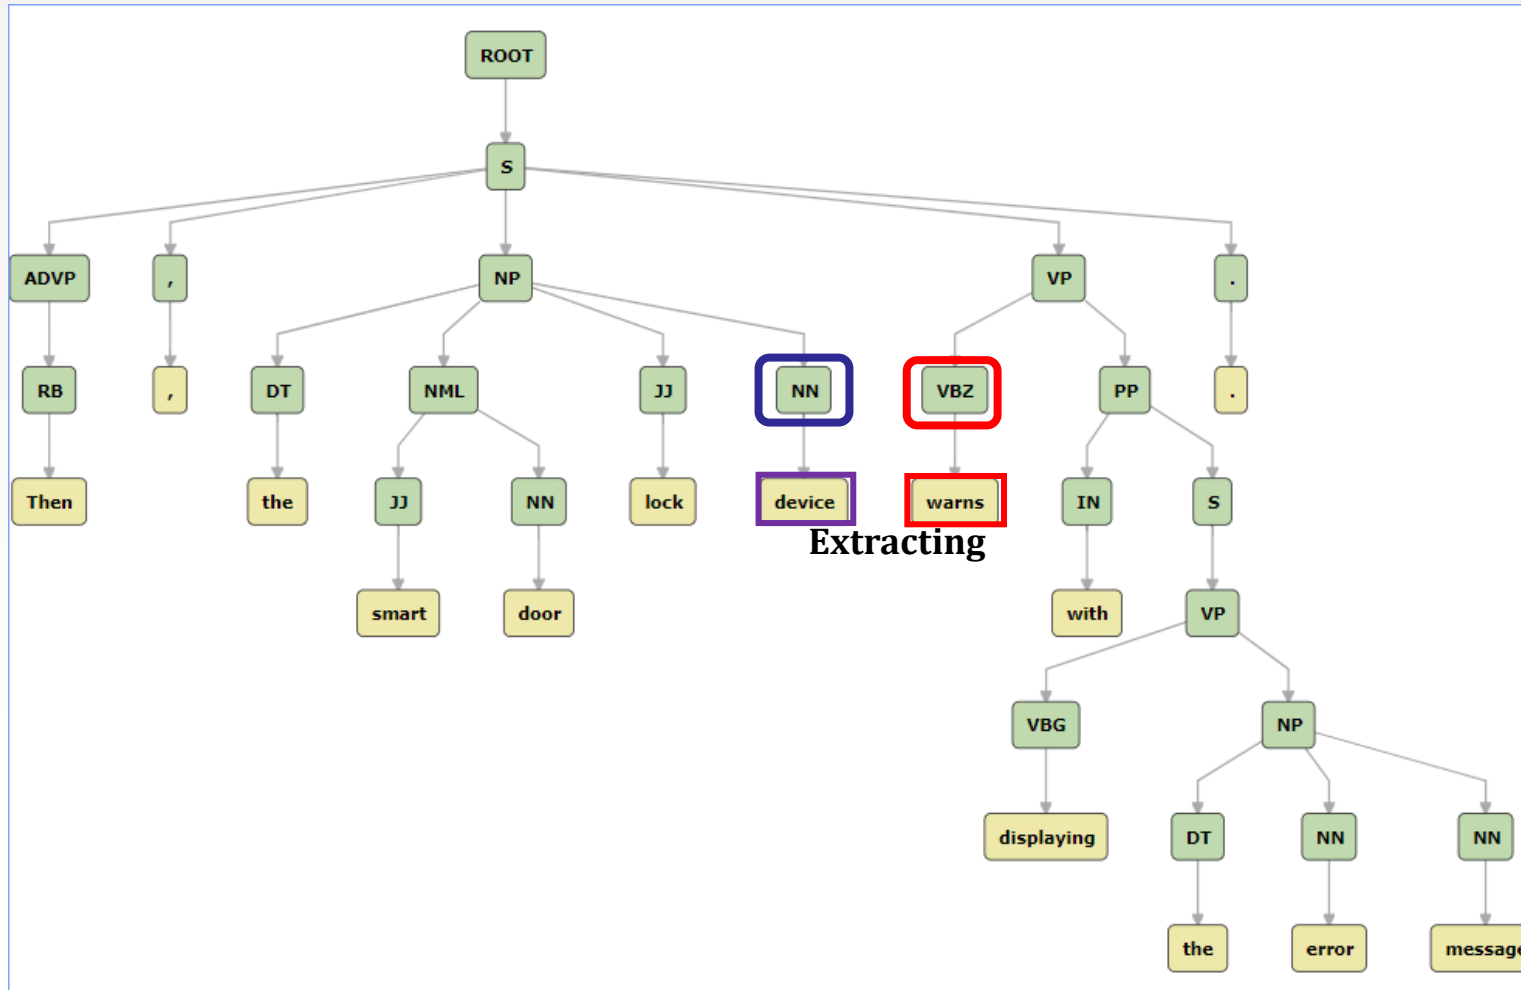 ROOT
S
ADVP , NP VP .
RB , DT NML JJ NN VBZ PP .
Then the JJ NN lock device warns IN S
Extracting
smart door with VP
VBG NP
displaying DT NN NN
the error message